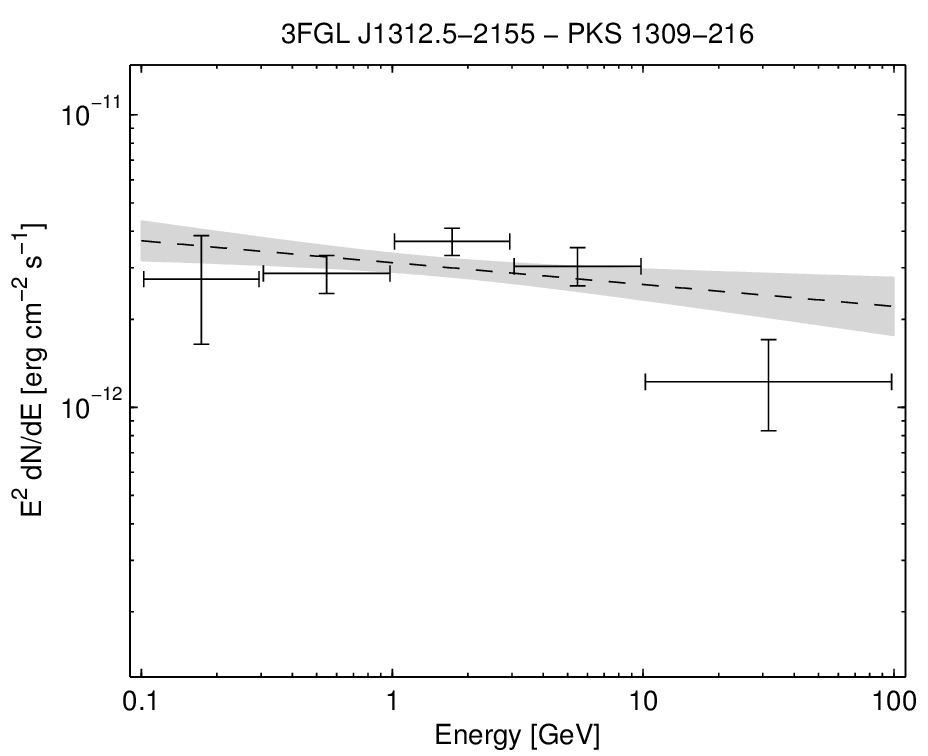 3FGL J1312.5−2155 − PKS 1309−216
10⁻¹¹
10⁻¹²
E² dN/dE [erg cm⁻² s⁻¹]
0.1 1 10 100
Energy [GeV]